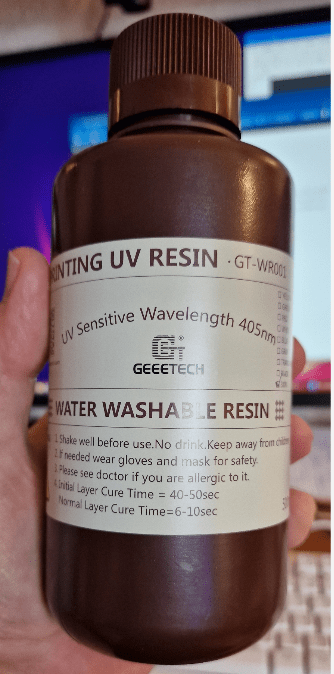 RINTING UV RESIN · GT-WR001
UV Sensitive Wavelength 405nm
GT®
GEEETECH
E WATER WASHABLE RESIN
1. Shake well before use.No drink.Keep away from children
2. If needed wear gloves and mask for safety.
3. Please see doctor if you are allergic to it.
4. Initial Layer Cure Time = 40-50sec
Normal Layer Cure Time=6-10sec